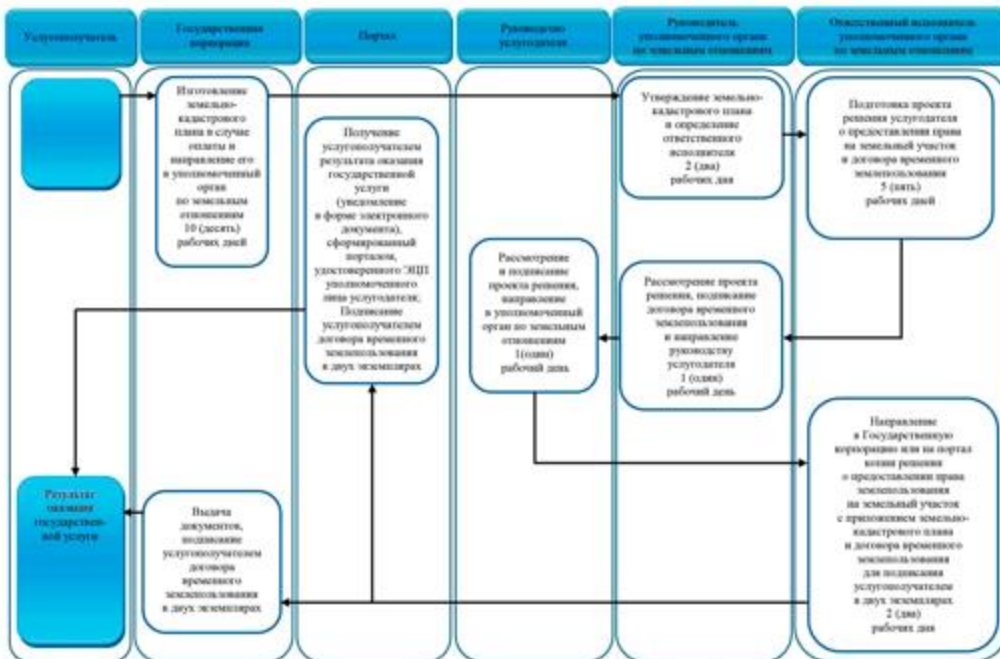 Услугополучатель
Государственная
корпорация
Портал
Руководство
услугодателя
Руководитель
уполномоченного органа
по земельным отношениям
Ответственный исполнитель
уполномоченного органа
по земельным отношениям
Изготовление
земельно-
кадастрового
плана в случае
оплаты и
направление его
в уполномоченный
орган
по земельным
отношениям
10 (десять)
рабочих дней
Получение
услугополучателем
результата оказания
государственной
услуги
(уведомление
в форме электронного
документа),
сформированный
порталом,
удостоверенного ЭЦП
уполномоченного
лица услугодателя;
Подписание
услугополучателем
договора временного
землепользования
в двух экземплярах
Утверждение земельно-
кадастрового плана
и определение
ответственного
исполнителя
2 (два)
рабочих дня
Подготовка проекта
решения услугодателя
о предоставления права
на земельный участок
и договора временного
землепользования
5 (пять)
рабочих дней
Рассмотрение
и подписание
проекта решения,
направление
в уполномоченный
орган по земельным
отношениям
1(один)
рабочий день
Рассмотрение проекта
решения, подписание
договора временного
землепользования
и направление
руководству
услугодателя
1 (один)
рабочий день
Направление
в Государственную
корпорацию или на портал
копии решения
о предоставлении права
землепользования
на земельный участок
с приложением земельно-
кадастрового плана
и договора временного
землепользования
для подписания
услугополучателем
в двух экземплярах
2 (два)
рабочих дня
Результат
оказания
государствен-
ной услуги
Выдача
документов,
подписание
услугополучателем
договора
временного
землепользования
в двух экземплярах